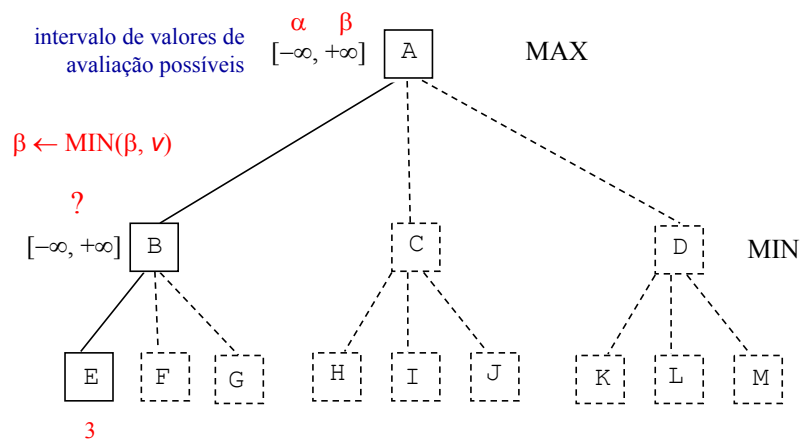 α β
intervalo de valores de
avaliação possíveis
[−∞, +∞] A MAX
β ← MIN(β, v)
?
[−∞, +∞] B C D MIN
E F G H I J K L M
3